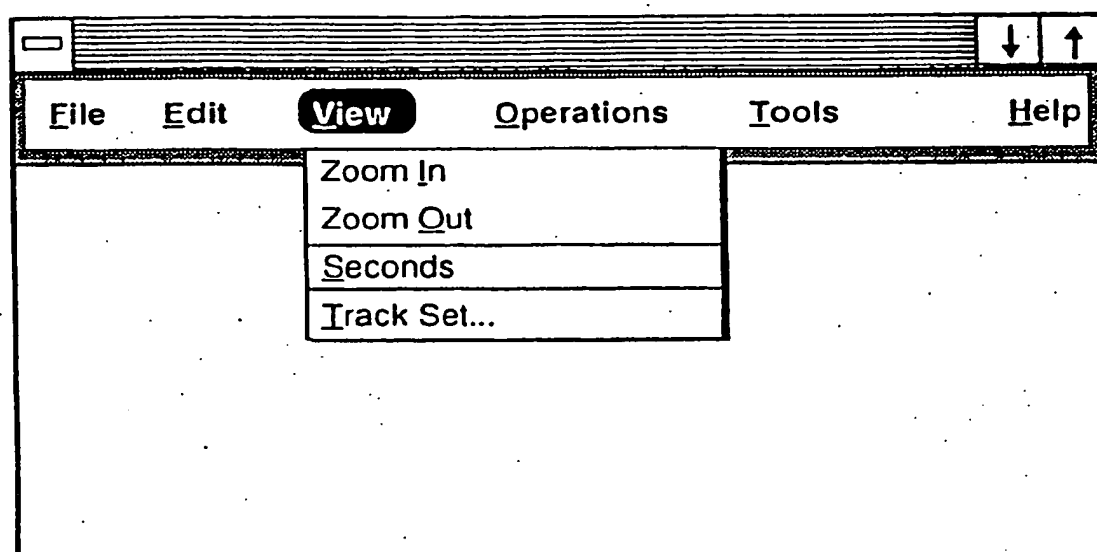 File Edit View Operations Tools Help
Zoom In
Zoom Out
Seconds
Track Set...